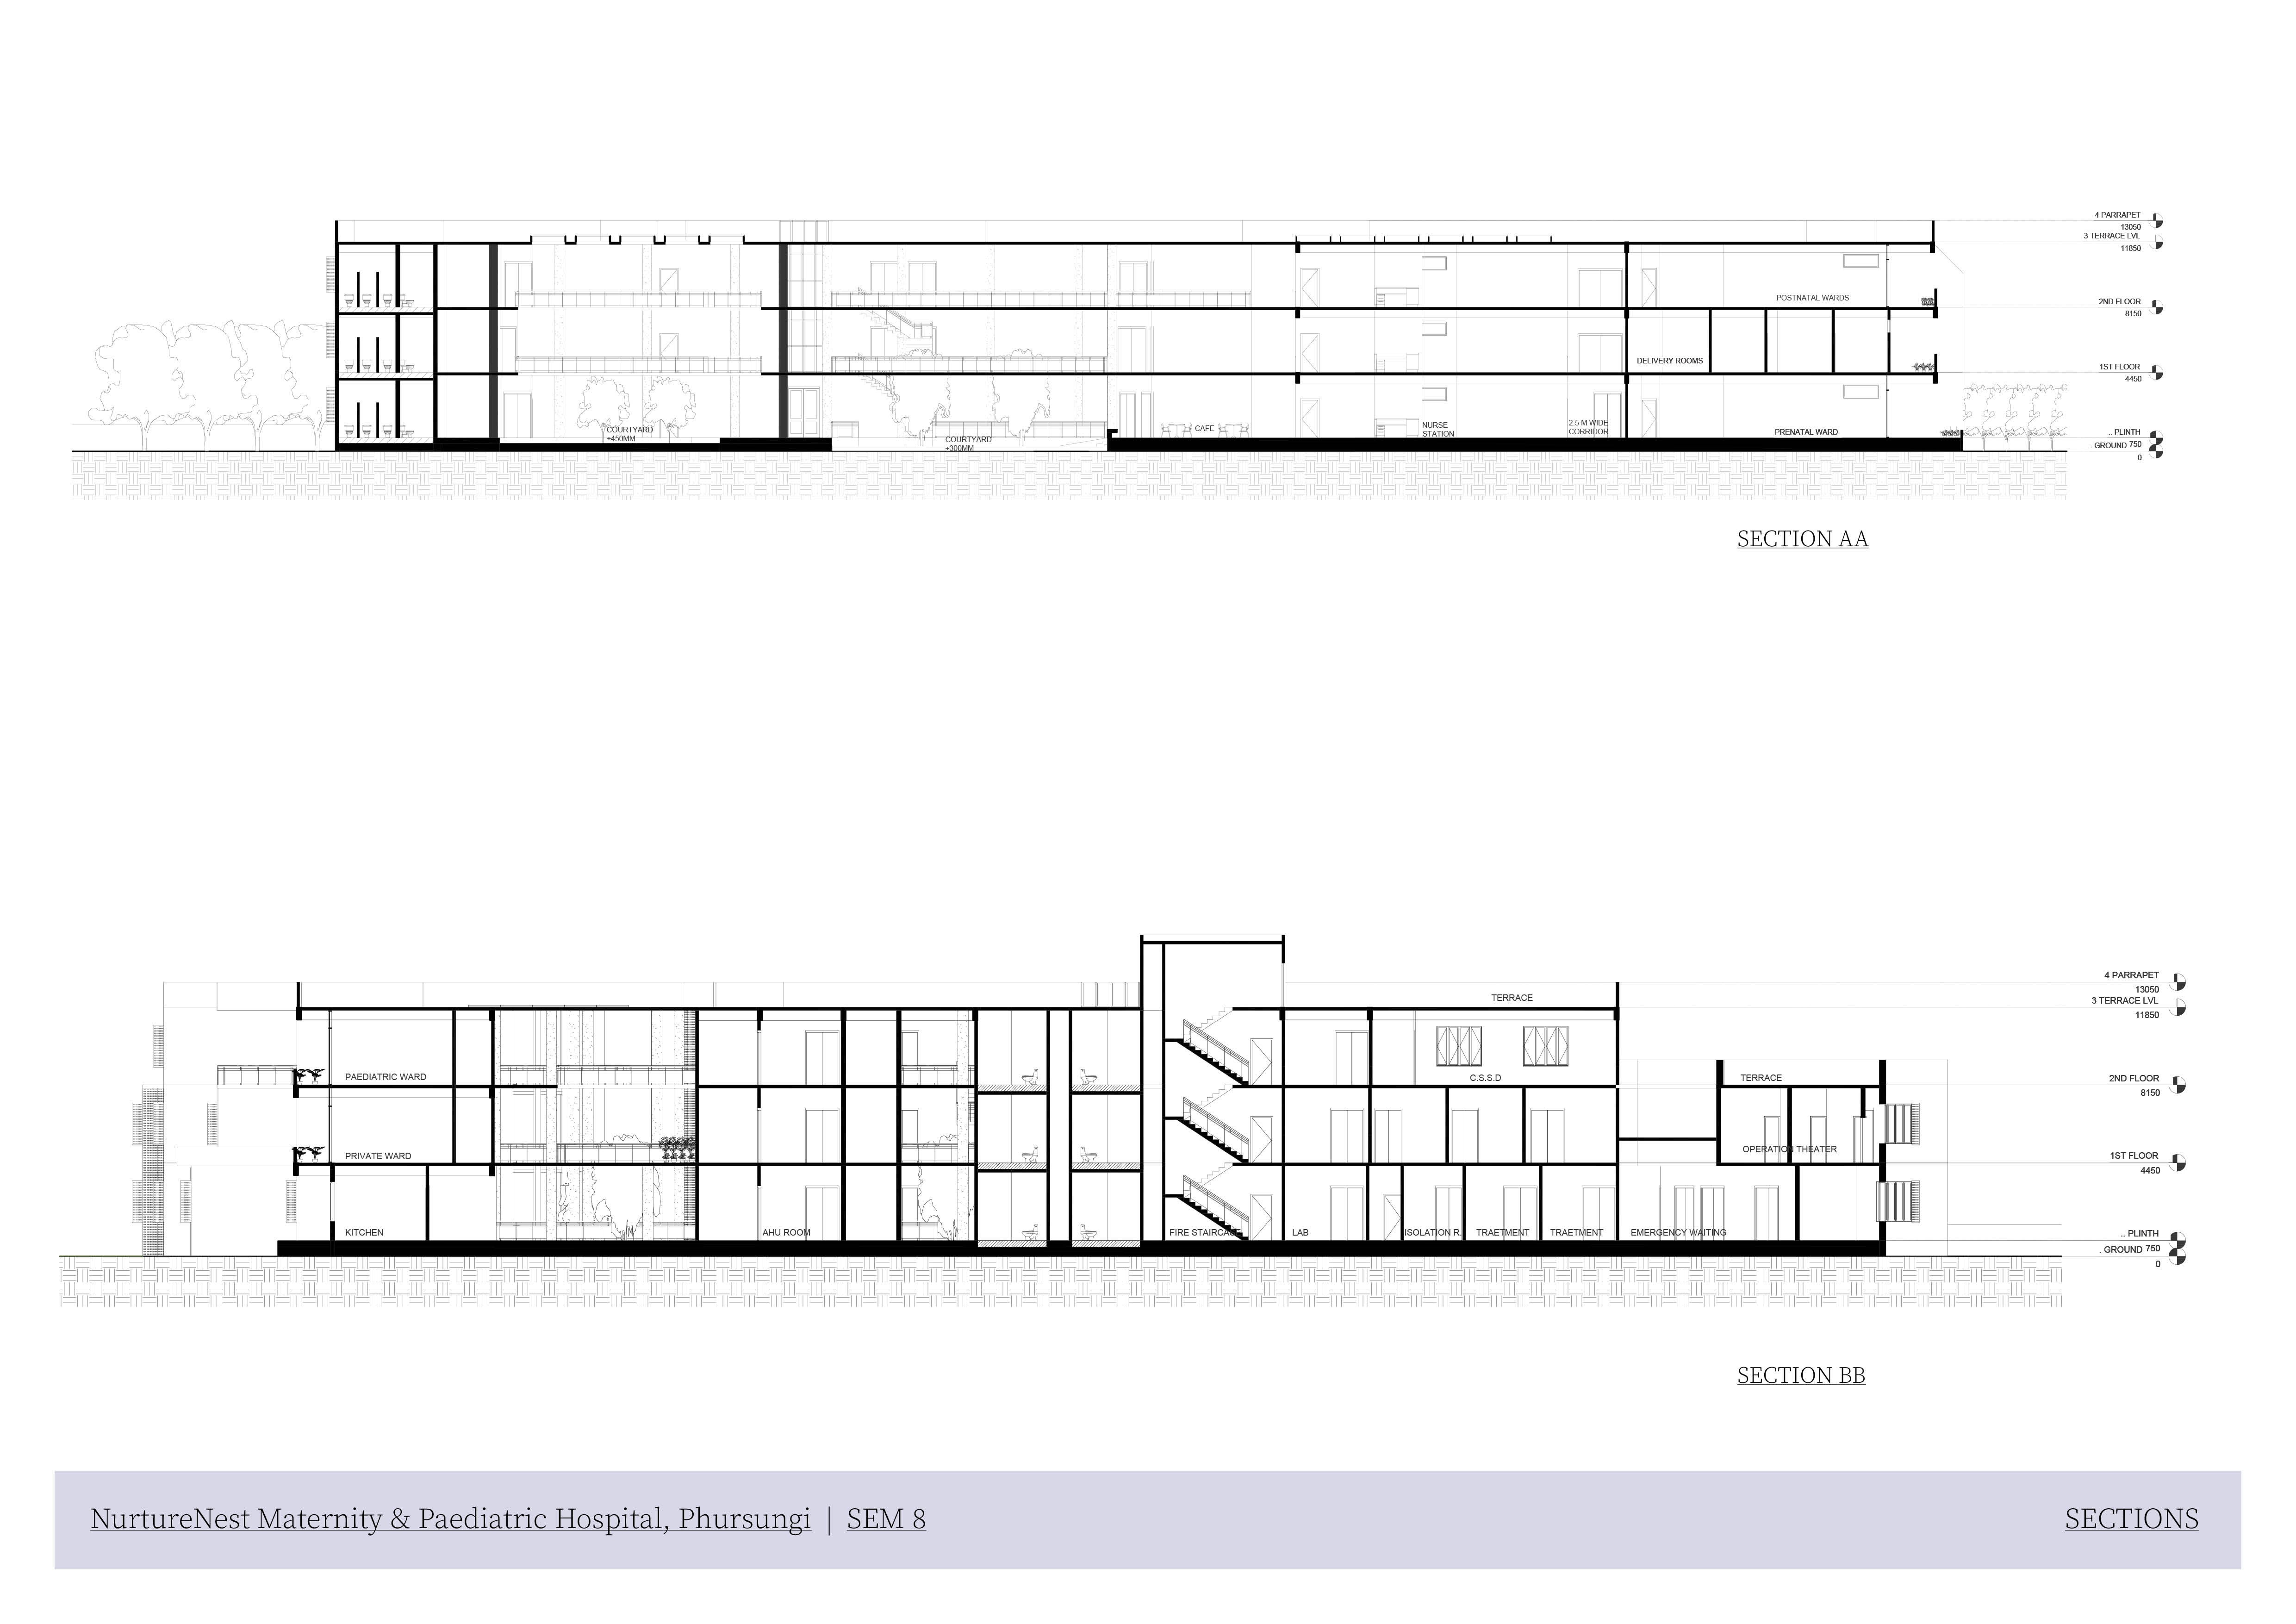 4 PARRAPET
13050
3 TERRACE LVL
11850
POSTNATAL WARDS
2ND FLOOR
8150
DELIVERY ROOMS
1ST FLOOR
4450
COURTYARD
+450MM
COURTYARD
+300MM
CAFE
NURSE
STATION
2.5 M WIDE
CORRIDOR
PRENATAL WARD
.. PLINTH
. GROUND 750
0
SECTION AA
4 PARRAPET
13050
TERRACE
3 TERRACE LVL
11850
PAEDIATRIC WARD
C.S.S.D
TERRACE
2ND FLOOR
8150
PRIVATE WARD
OPERATION THEATER
1ST FLOOR
4450
KITCHEN
AHU ROOM
FIRE STAIRCASE
LAB
ISOLATION R.
TRAETMENT
TRAETMENT
EMERGENCY WAITING
.. PLINTH
. GROUND 750
0
SECTION BB
NurtureNest Maternity & Paediatric Hospital, Phursungi | SEM 8
SECTIONS